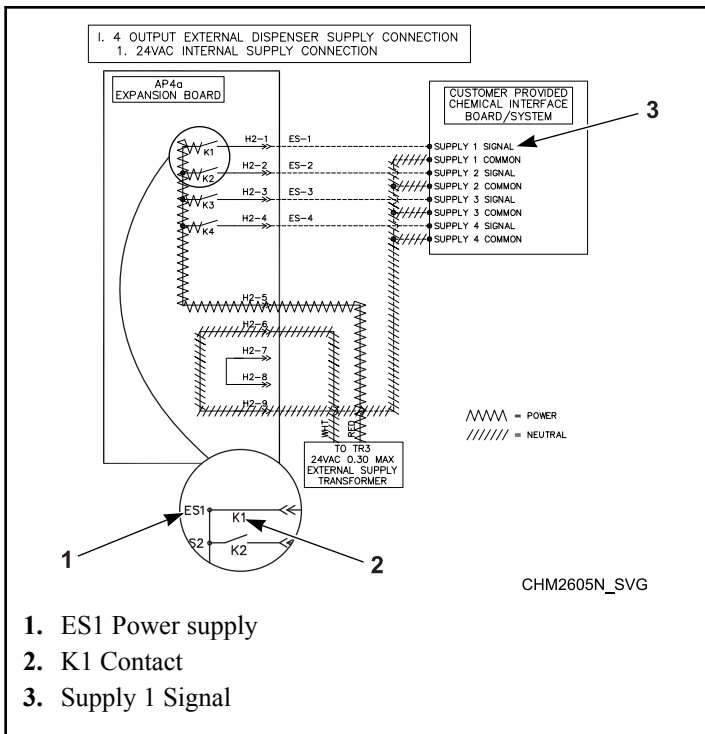 I. 4 OUTPUT EXTERNAL DISPENSER SUPPLY CONNECTION
1. 24VAC INTERNAL SUPPLY CONNECTION
AP4a
EXPANSION BOARD
CUSTOMER PROVIDED
CHEMICAL INTERFACE
BOARD/SYSTEM
3
K1 H2-1 ES-1 SUPPLY 1 SIGNAL
SUPPLY 1 COMMON
K2 H2-2 ES-2 SUPPLY 2 SIGNAL
SUPPLY 2 COMMON
K3 H2-3 ES-3 SUPPLY 3 SIGNAL
SUPPLY 3 COMMON
K4 H2-4 ES-4 SUPPLY 4 SIGNAL
SUPPLY 4 COMMON
H2-5
H2-6
H2-7
H2-8
H2-9
WHT RED
= POWER
= NEUTRAL
TO TR3
24VAC 0.30 MAX
EXTERNAL SUPPLY
TRANSFORMER
ES1 K1
S2 K2
1
2
CHM2605N_SVG
1. ES1 Power supply
2. K1 Contact
3. Supply 1 Signal